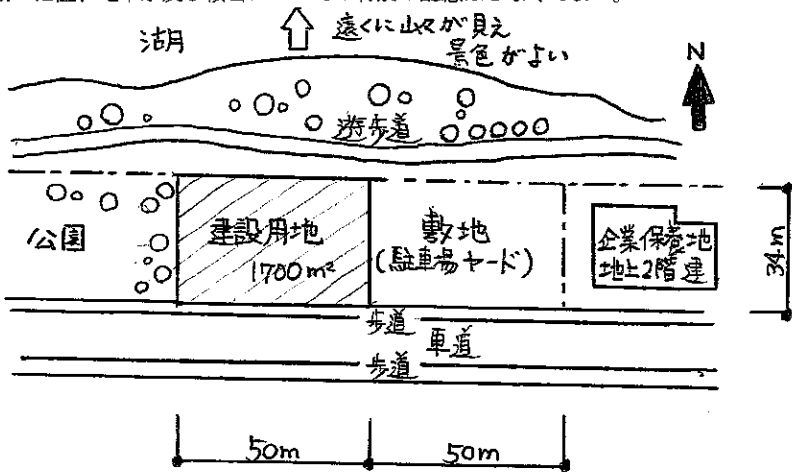 湖
遠くに山々が見え
景色がよい
N
遊歩道
公園
建設用地
1700m²
敷地
(駐車場ヤード)
企業保養地
地上2階建
34m
歩道
車道
歩道
50m
50m